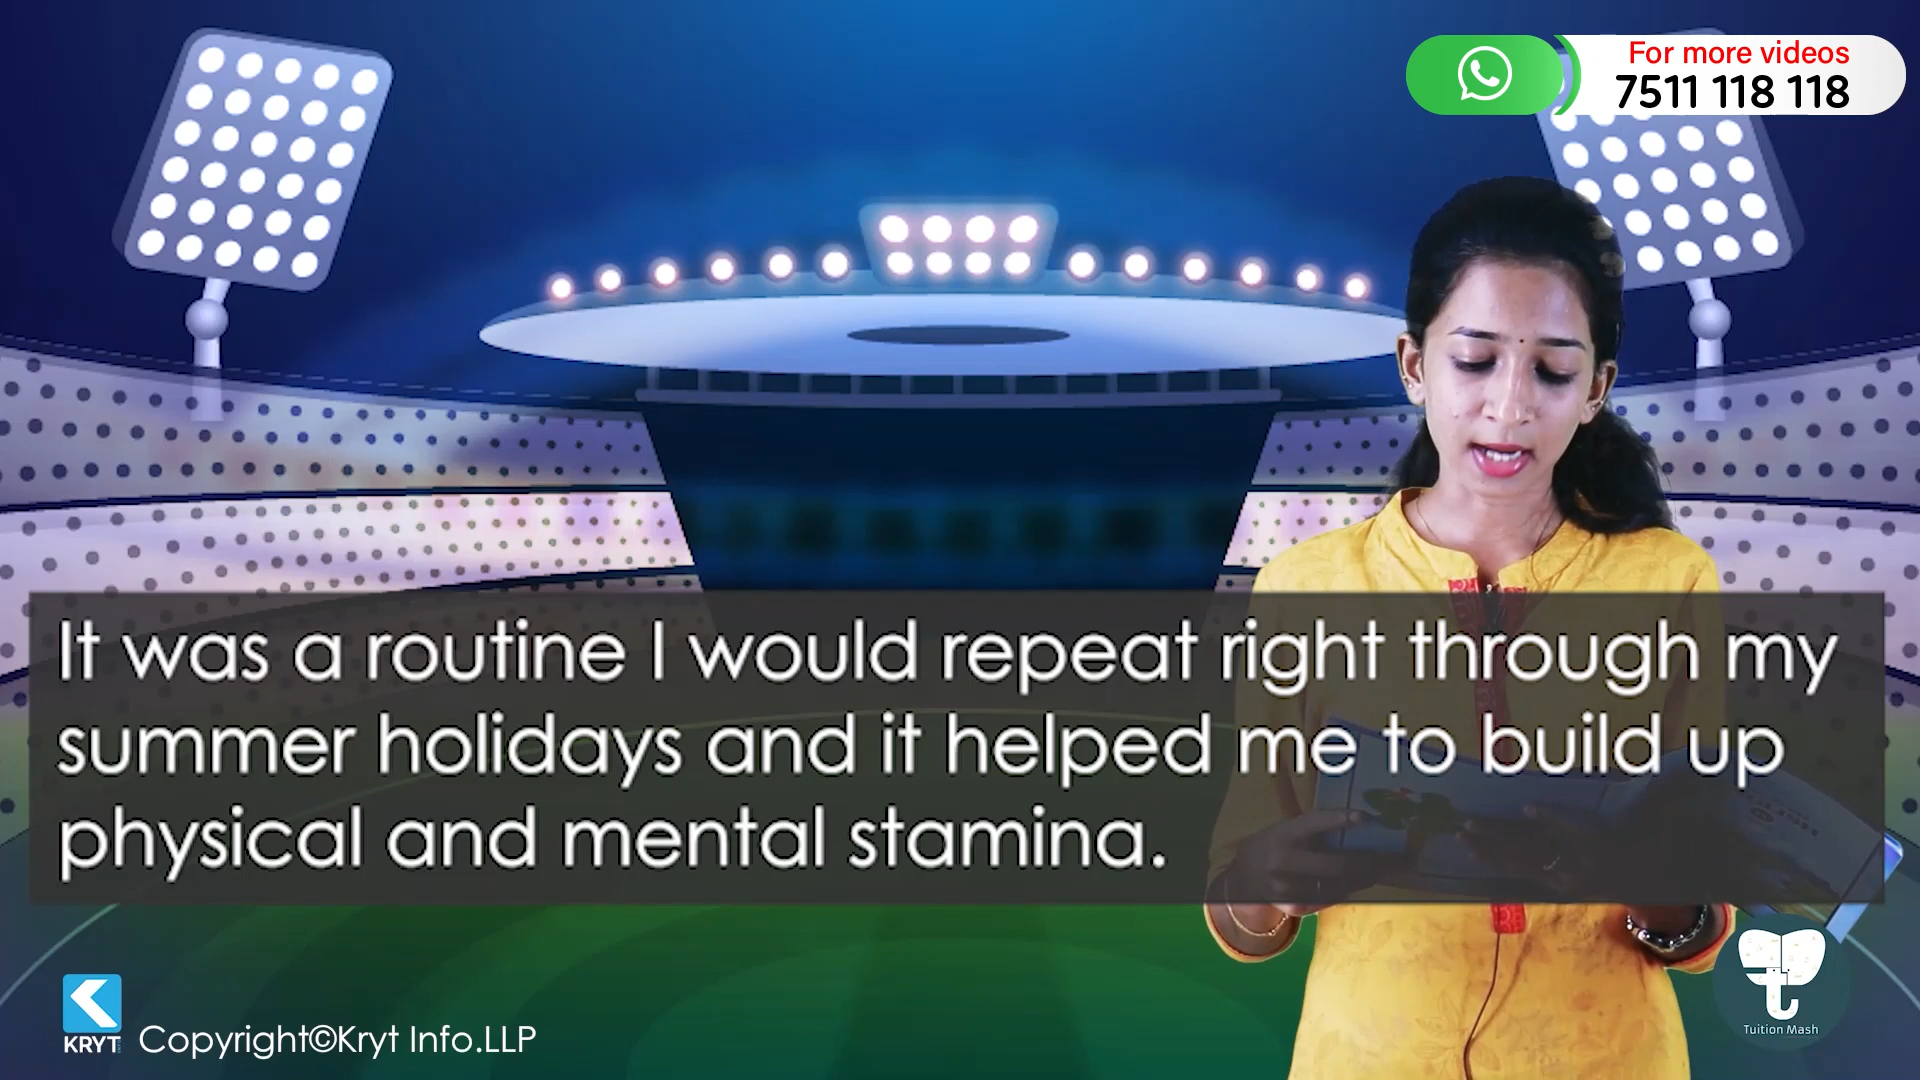 For more videos
7511 118 118
It was a routine I would repeat right through my
summer holidays and it helped me to build up
physical and mental stamina.
KRYT
Copyright©Kryt Info.LLP
Tuition Mash